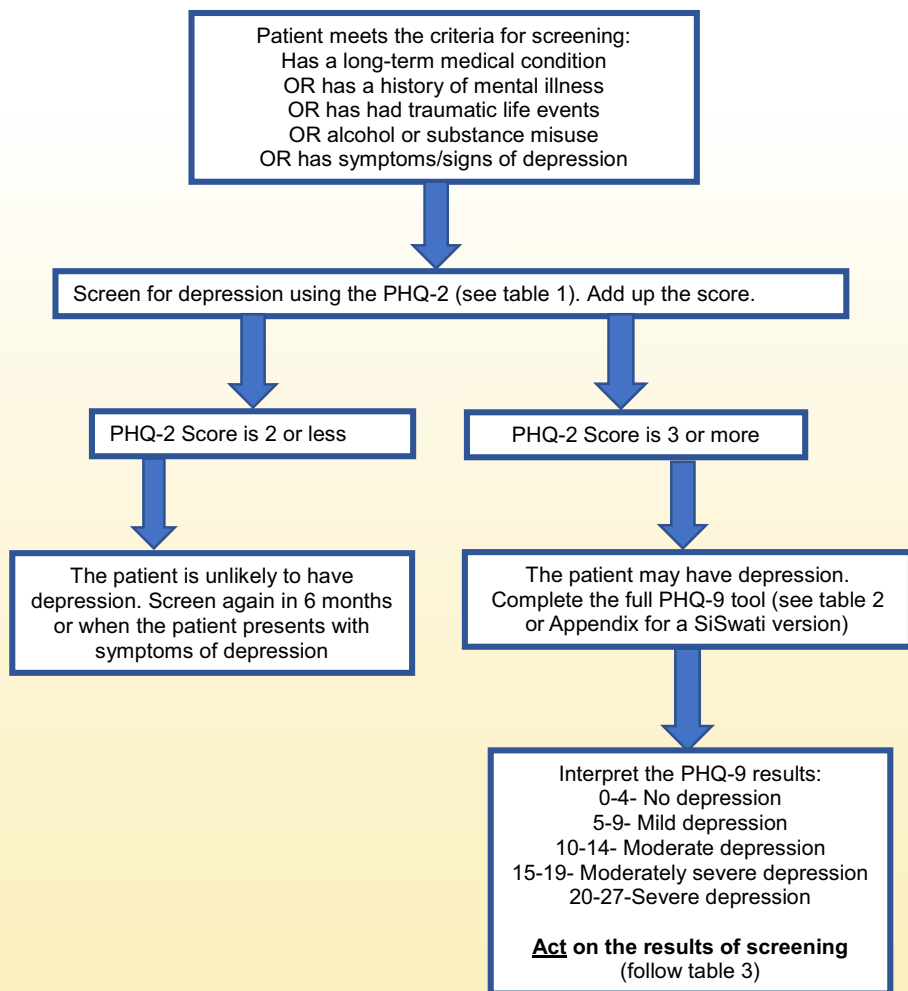 Patient meets the criteria for screening:
Has a long-term medical condition
OR has a history of mental illness
OR has had traumatic life events
OR alcohol or substance misuse
OR has symptoms/signs of depression
Screen for depression using the PHQ-2 (see table 1). Add up the score.
PHQ-2 Score is 2 or less
PHQ-2 Score is 3 or more
The patient is unlikely to have
depression. Screen again in 6 months
or when the patient presents with
symptoms of depression
The patient may have depression.
Complete the full PHQ-9 tool (see table 2
or Appendix for a SiSwati version)
Interpret the PHQ-9 results:
0-4- No depression
5-9- Mild depression
10-14- Moderate depression
15-19- Moderately severe depression
20-27-Severe depression
Act on the results of screening
(follow table 3)